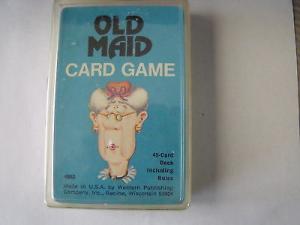 OLD
MAID
CARD GAME
45-Card
Deck
Including
Rules
4902
Made in U.S.A. by Western Publishing
Company, Inc., Racine, Wisconsin 53404